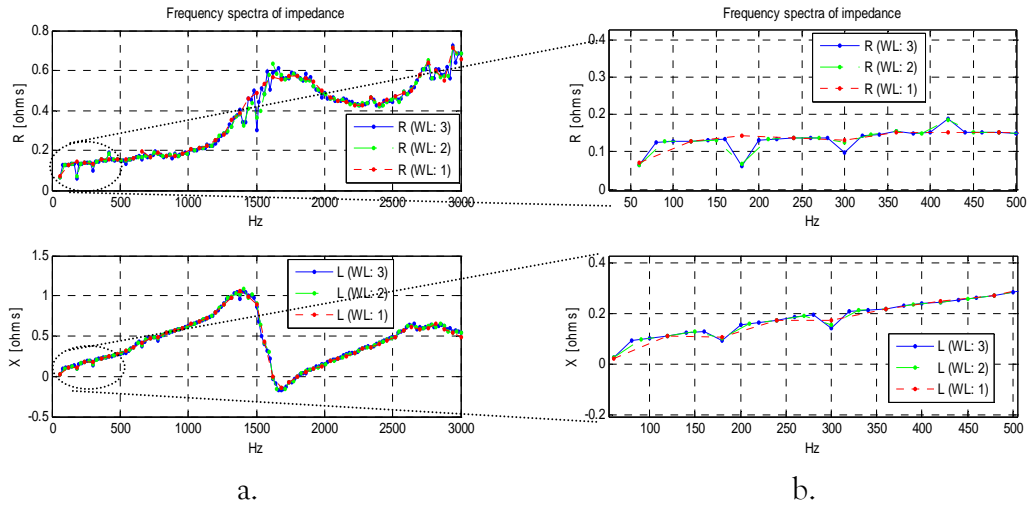 Frequency spectra of impedance
0.8
0.6
0.4
0.2
0
R [ohm s]
R (WL: 3)
R (WL: 2)
R (WL: 1)
0 500 1000 1500 2000 2500 3000
Hz
1.5
1
0.5
0
-0.5
X [ohm s]
L (WL: 3)
L (WL: 2)
L (WL: 1)
0 500 1000 1500 2000 2500 3000
Hz
a.
Frequency spectra of impedance
0.4
0.3
0.2
0.1
0
R [ohm s]
R (WL: 3)
R (WL: 2)
R (WL: 1)
50 100 150 200 250 300 350 400 450 500
Hz
0.4
0.2
0
-0.2
X [ohm s]
L (WL: 3)
L (WL: 2)
L (WL: 1)
100 150 200 250 300 350 400 450 500
Hz
b.